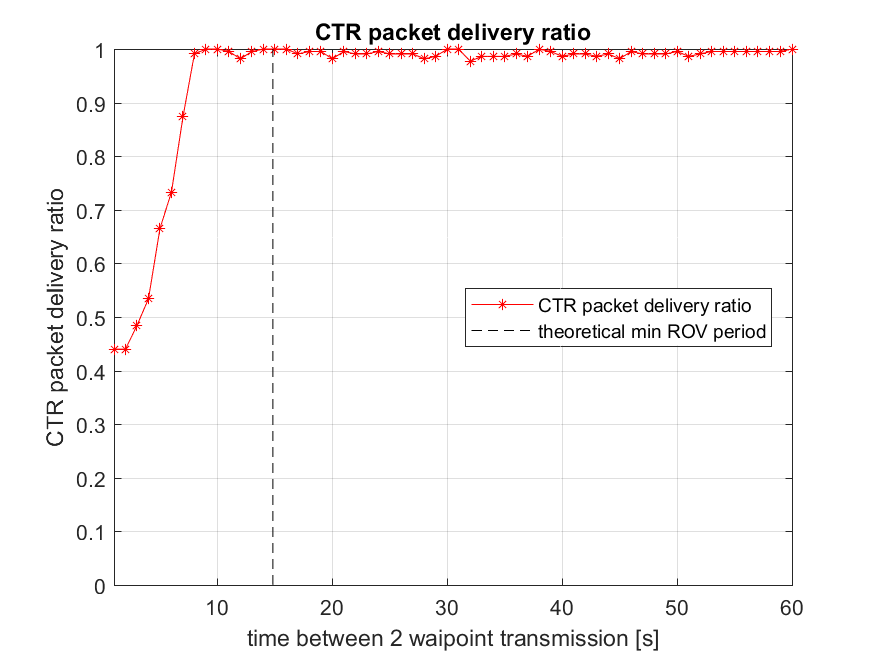 CTR packet delivery ratio
1
0.9
0.8
0.7
0.6
0.5
0.4
0.3
0.2
0.1
0
CTR packet delivery ratio
CTR packet delivery ratio
theoretical min ROV period
10 20 30 40 50 60
time between 2 waipoint transmission [s]